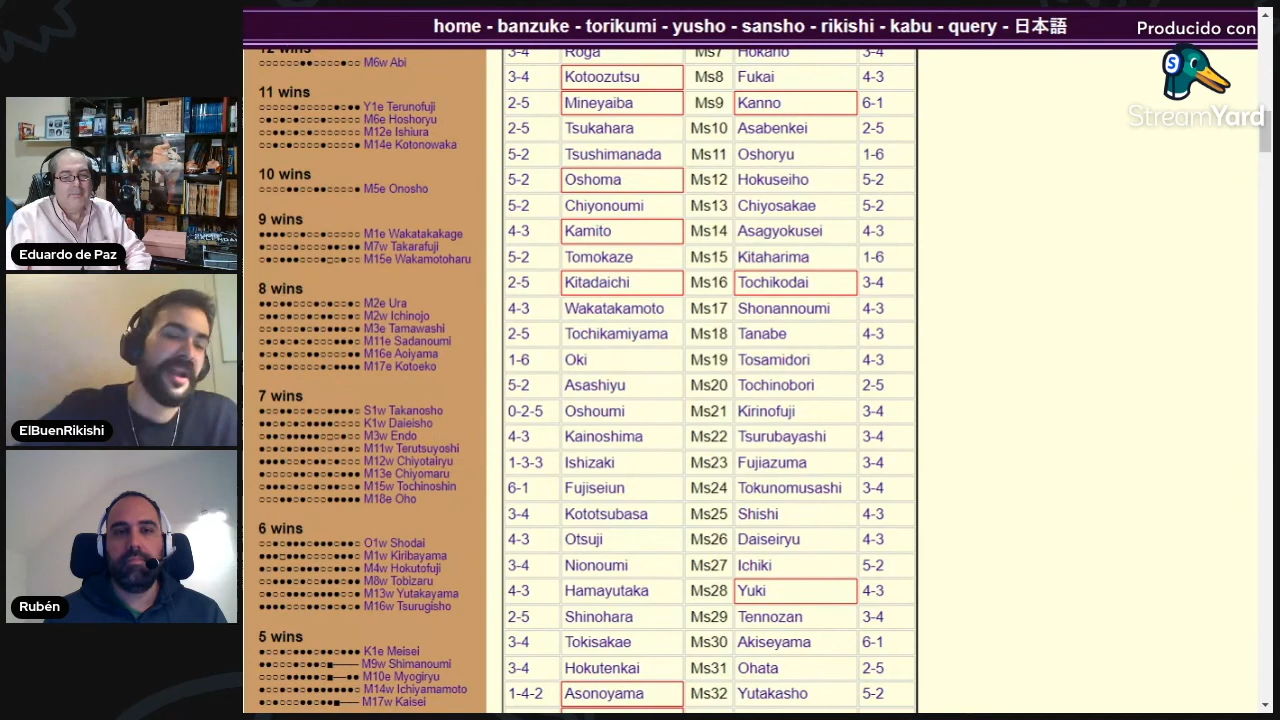 home - banzuke - torikumi - yusho - sansho - rikishi - kabu - query - 日本語
Producido con
StreamYard
Eduardo de Paz
ElBuenRikishi
Rubén
12 wins
M6w Abi
11 wins
Y1e Terunofuji
M6e Hoshoryu
M12e Ishiura
M14e Kotonowaka
10 wins
M5e Onosho
9 wins
M1e Wakatakakage
M7w Takarafuji
M15e Wakamotoharu
8 wins
M2e Ura
M2w Ichinojo
M3e Tamawashi
M11e Sadanoumi
M16e Aoiyama
M17e Kotoeko
7 wins
S1w Takanosho
K1w Daieisho
M3w Endo
M11w Terutsuyoshi
M12w Chiyotairyu
M13e Chiyomaru
M15w Tochinoshin
M18e Oho
6 wins
O1w Shodai
M1w Kiribayama
M4w Hokutofuji
M8w Tobizaru
M13w Yutakayama
M16w Tsurugisho
5 wins
K1e Meisei
M9w Shimanoumi
M10e Myogiryu
M14w Ichiyamamoto
M17w Kaisei
3-4 Roga Ms7 Hokaho 3-4
3-4 Kotoozutsu Ms8 Fukai 4-3
2-5 Mineyaiba Ms9 Kanno 6-1
2-5 Tsukahara Ms10 Asabenkei 2-5
5-2 Tsushimanada Ms11 Oshoryu 1-6
5-2 Oshoma Ms12 Hokuseiho 5-2
5-2 Chiyonoumi Ms13 Chiyosakae 5-2
4-3 Kamito Ms14 Asagyokusei 4-3
5-2 Tomokaze Ms15 Kitaharima 1-6
2-5 Kitadaichi Ms16 Tochikodai 3-4
4-3 Wakatakamoto Ms17 Shonannoumi 4-3
2-5 Tochikamiyama Ms18 Tanabe 4-3
1-6 Oki Ms19 Tosamidori 4-3
5-2 Asashiyu Ms20 Tochinobori 2-5
0-2-5 Oshoumi Ms21 Kirinofuji 3-4
4-3 Kainoshima Ms22 Tsurubayashi 3-4
1-3-3 Ishizaki Ms23 Fujiazuma 3-4
6-1 Fujiseiun Ms24 Tokunomusashi 3-4
3-4 Kototsubasa Ms25 Shishi 4-3
4-3 Otsuji Ms26 Daiseiryu 4-3
3-4 Nionoumi Ms27 Ichiki 5-2
4-3 Hamayutaka Ms28 Yuki 4-3
2-5 Shinohara Ms29 Tennozan 3-4
3-4 Tokisakae Ms30 Akiseyama 6-1
3-4 Hokutenkai Ms31 Ohata 2-5
1-4-2 Asonoyama Ms32 Yutakasho 5-2